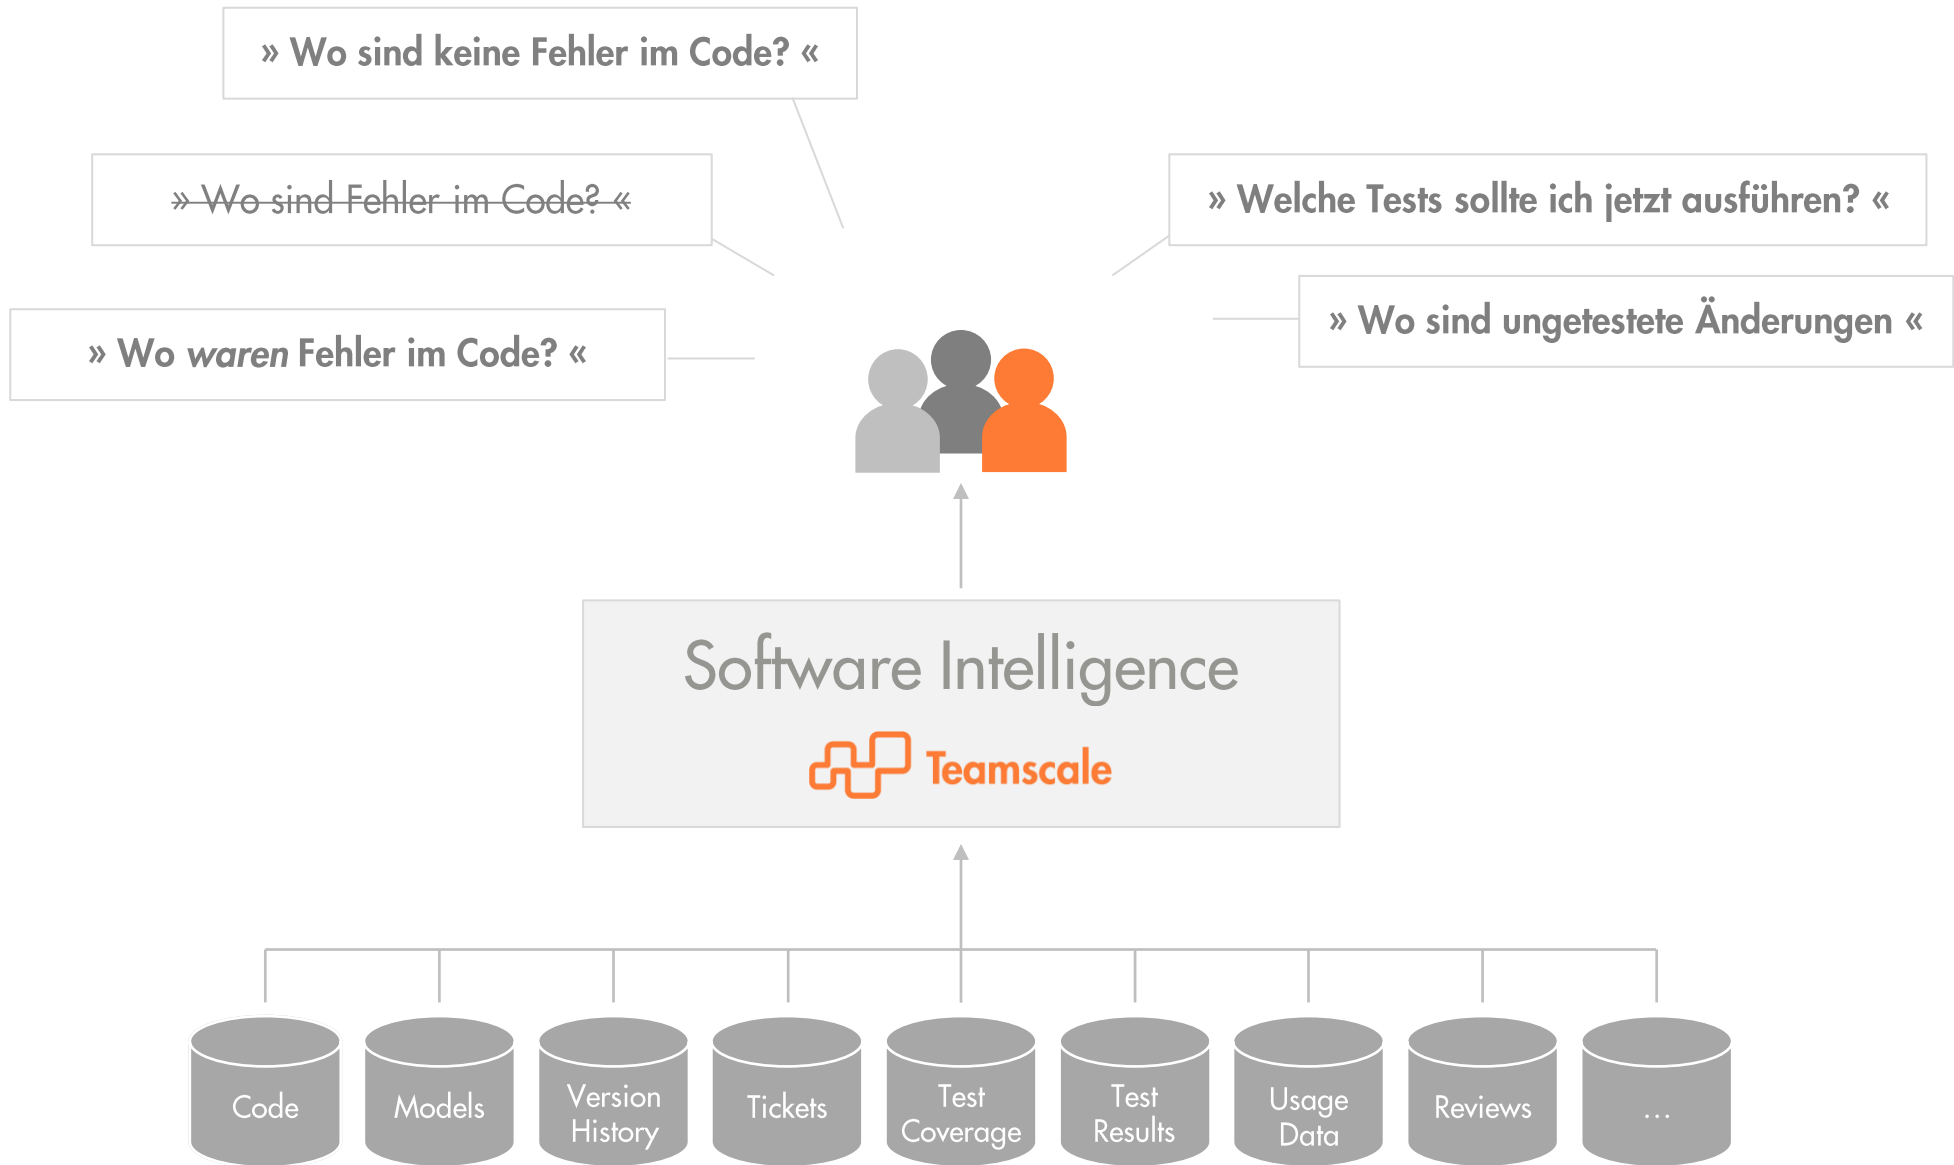 » Wo sind keine Fehler im Code? «
» Wo sind Fehler im Code? «
» Welche Tests sollte ich jetzt ausführen? «
» Wo sind ungetestete Änderungen «
» Wo waren Fehler im Code? «
Software Intelligence
Teamscale
Code
Models
Version
History
Tickets
Test
Coverage
Test
Results
Usage
Data
Reviews
...